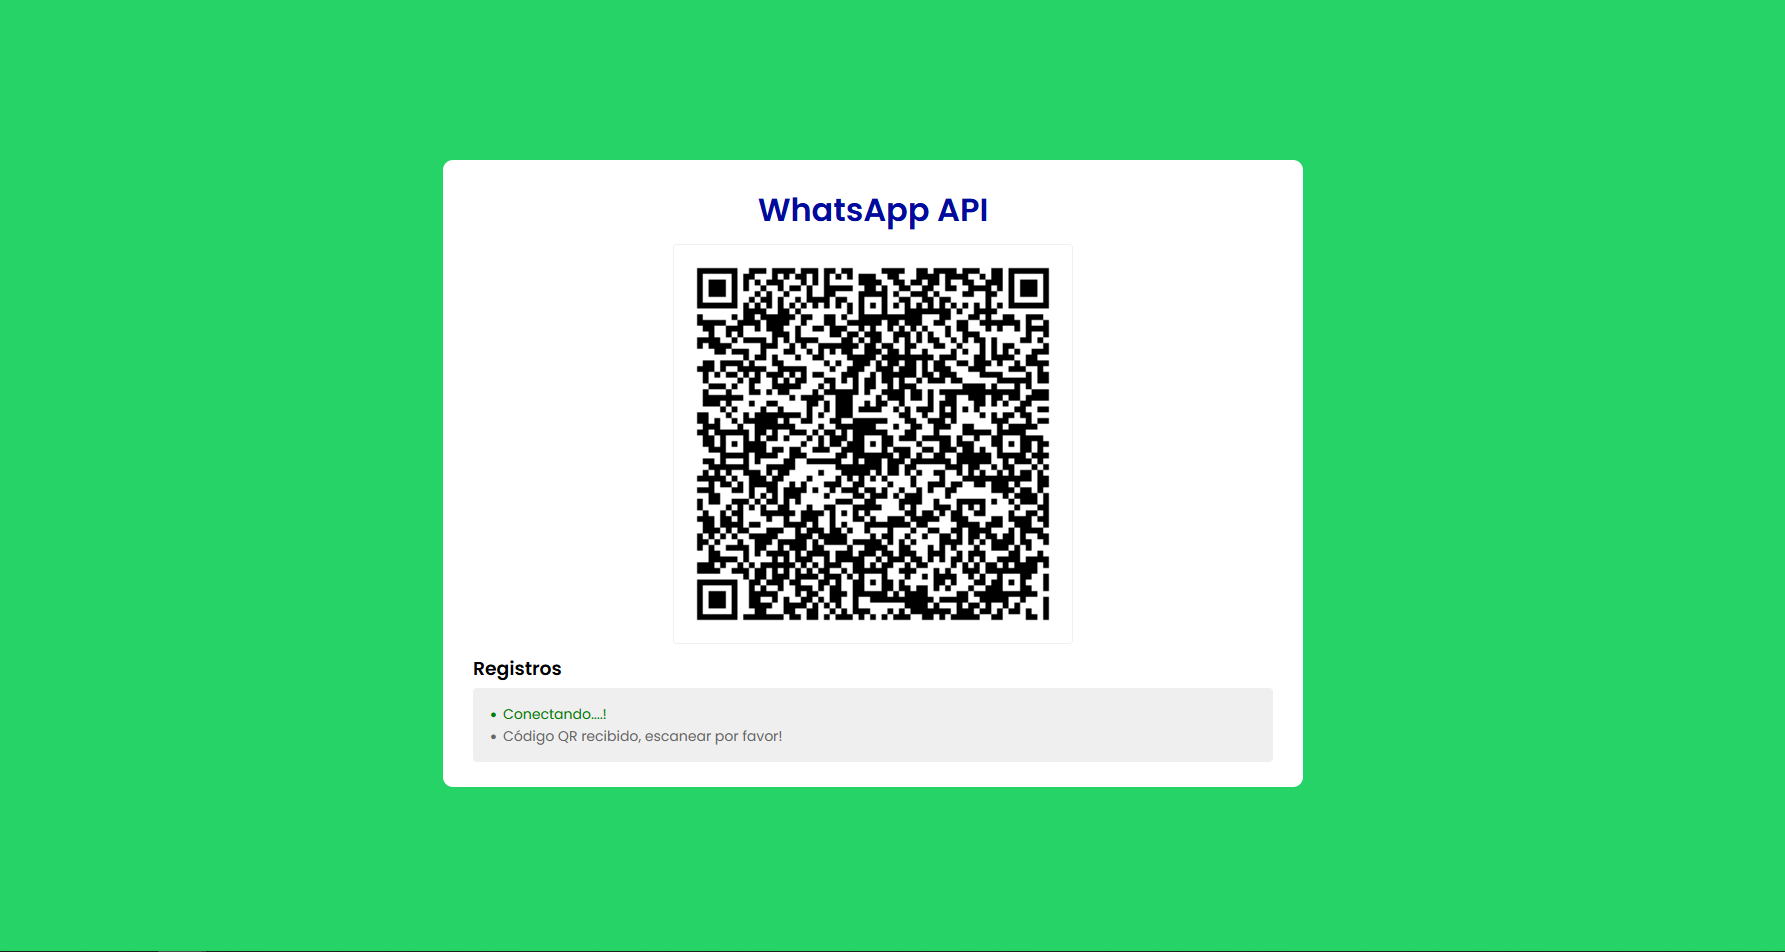 WhatsApp API
Registros
Conectando....!
Código QR recibido, escanear por favor!